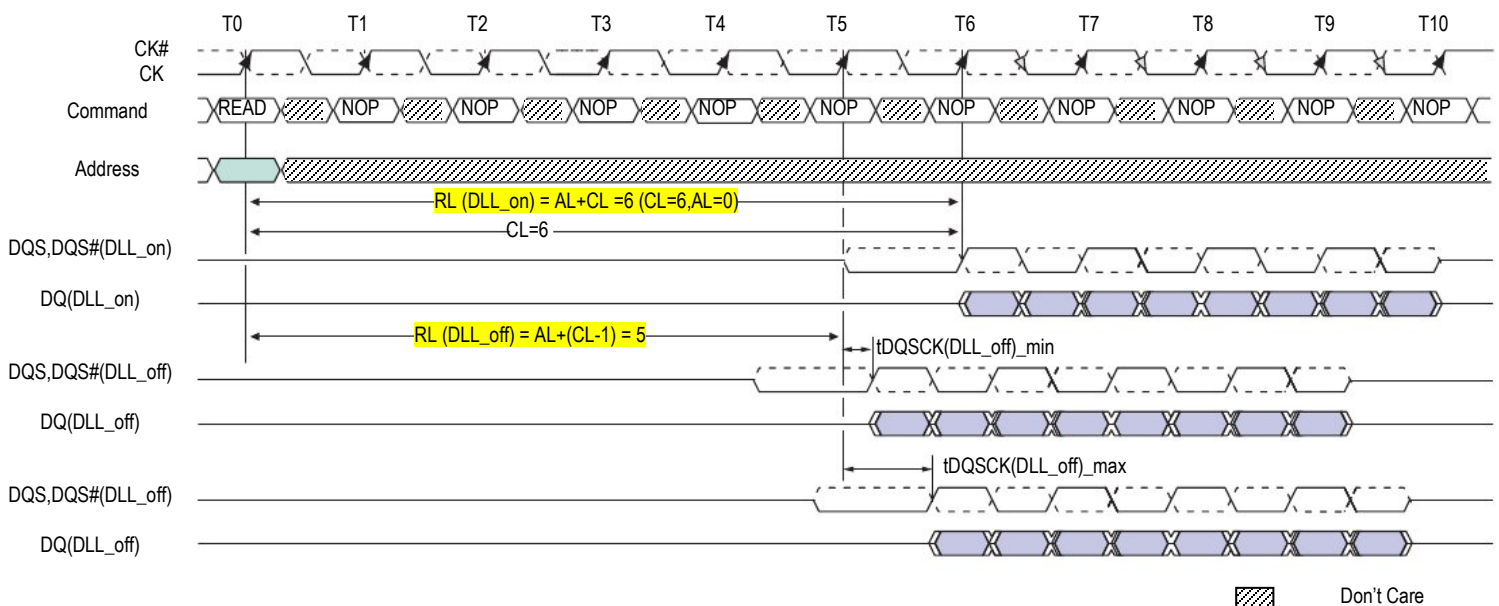 T0 T1 T2 T3 T4 T5 T6 T7 T8 T9 T10
CK#
CK
Command READ NOP NOP NOP NOP NOP NOP NOP NOP NOP NOP
Address
RL (DLL_on) = AL+CL =6 (CL=6,AL=0)
CL=6
DQS,DQS#(DLL_on)
DQ(DLL_on)
RL (DLL_off) = AL+(CL-1) = 5
tDQSCK(DLL_off)_min
DQS,DQS#(DLL_off)
DQ(DLL_off)
tDQSCK(DLL_off)_max
DQS,DQS#(DLL_off)
DQ(DLL_off)
Don't Care